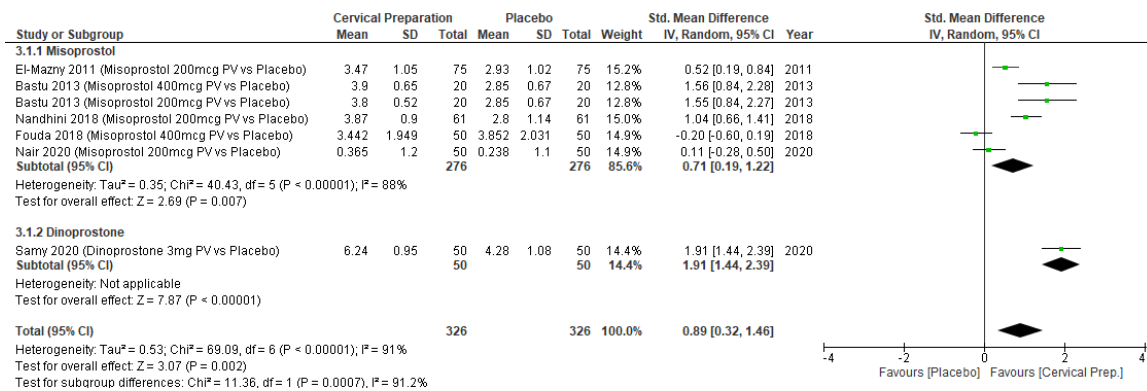 Cervical Preparation Placebo Std. Mean Difference Std. Mean Difference
Study or Subgroup Mean SD Total Mean SD Total Weight IV, Random, 95% CI Year IV, Random, 95% CI
3.1.1 Misoprostol
El-Mazny 2011 (Misoprostol 200mcg PV vs Placebo) 3.47 1.05 75 2.93 1.02 75 15.2% 0.52 [0.19, 0.84] 2011
Bastu 2013 (Misoprostol 400mcg PV vs Placebo) 3.9 0.65 20 2.85 0.67 20 12.8% 1.56 [0.84, 2.28] 2013
Bastu 2013 (Misoprostol 200mcg PV vs Placebo) 3.8 0.52 20 2.85 0.67 20 12.8% 1.55 [0.84, 2.27] 2013
Nandhini 2018 (Misoprostol 200mcg PV vs Placebo) 3.87 0.9 61 2.8 1.14 61 15.0% 1.04 [0.66, 1.41] 2018
Fouda 2018 (Misoprostol 400mcg PV vs Placebo) 3.442 1.949 50 3.852 2.031 50 14.9% -0.20 [-0.60, 0.19] 2018
Nair 2020 (Misoprostol 200mcg PV vs Placebo) 0.365 1.2 50 0.238 1.1 50 14.9% 0.11 [-0.28, 0.50] 2020
Subtotal (95% CI) 276 276 85.6% 0.71 [0.19, 1.22]
Heterogeneity: Tau² = 0.35; Chi² = 40.43, df = 5 (P < 0.00001); I² = 88%
Test for overall effect: Z = 2.69 (P = 0.007)
3.1.2 Dinoprostone
Samy 2020 (Dinoprostone 3mg PV vs Placebo) 6.24 0.95 50 4.28 1.08 50 14.4% 1.91 [1.44, 2.39] 2020
Subtotal (95% CI) 50 50 14.4% 1.91 [1.44, 2.39]
Heterogeneity: Not applicable
Test for overall effect: Z = 7.87 (P < 0.00001)
Total (95% CI) 326 326 100.0% 0.89 [0.32, 1.46]
Heterogeneity: Tau² = 0.53; Chi² = 69.09, df = 6 (P < 0.00001); I² = 91%
Test for overall effect: Z = 3.07 (P = 0.002)
Test for subgroup differences: Chi² = 11.36, df = 1 (P = 0.0007), I² = 91.2%
-4 -2 0 2 4
Favours [Placebo] Favours [Cervical Prep.]